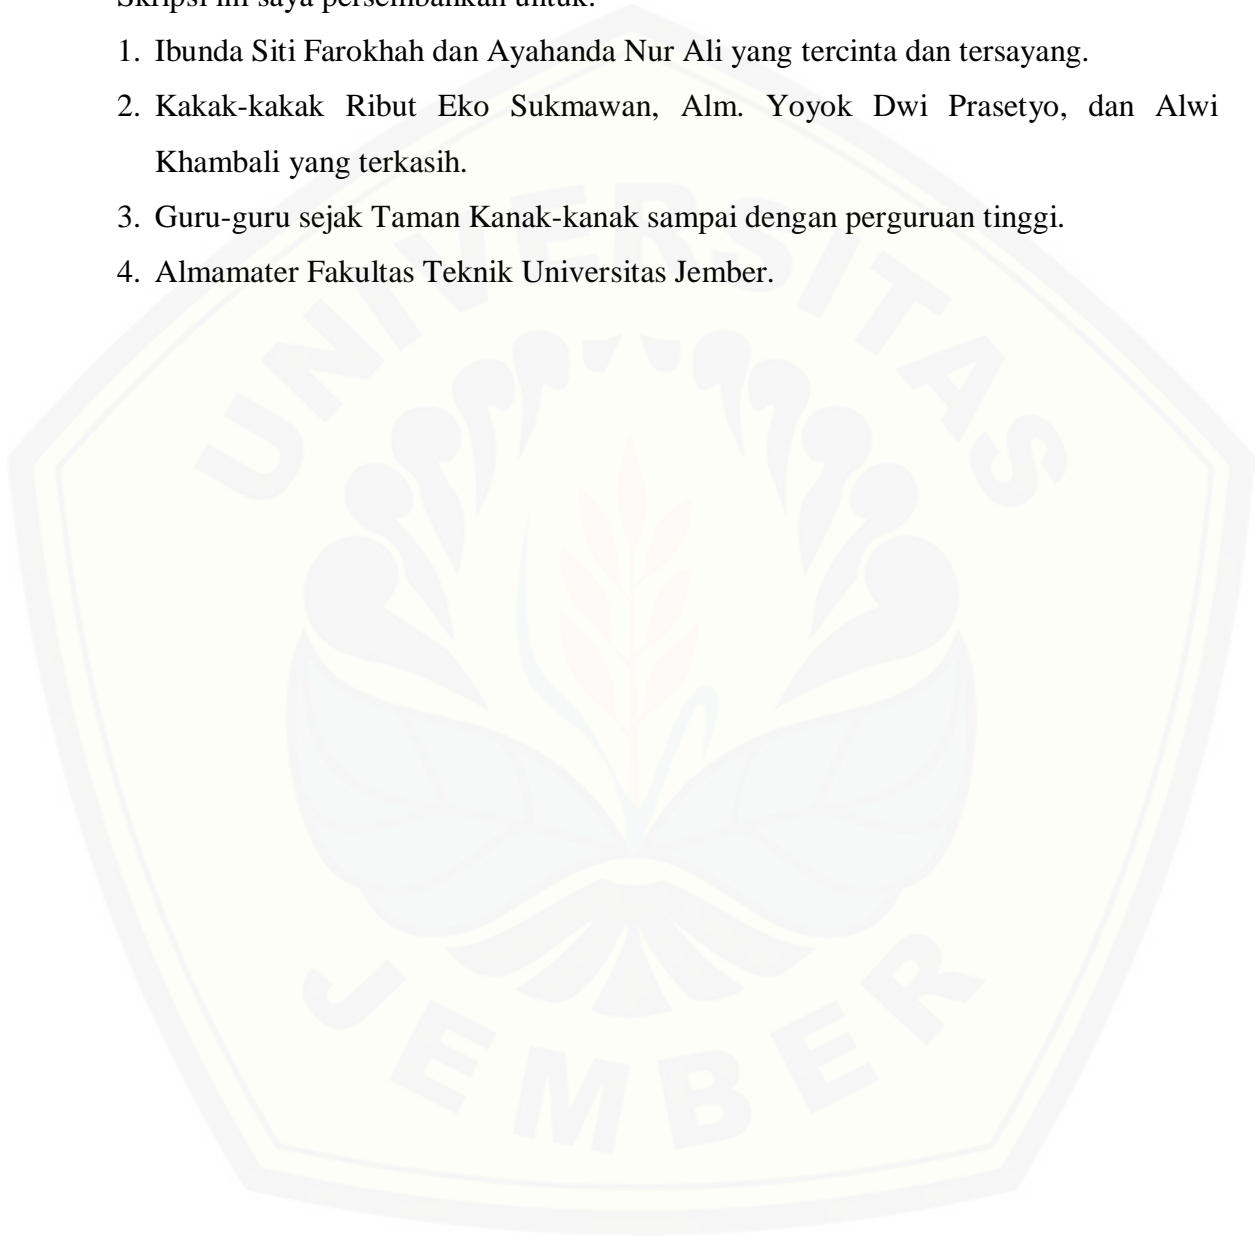 Skripsi ini saya persembahkan untuk:
1. Ibunda Siti Farokhah dan Ayahanda Nur Ali yang tercinta dan tersayang.
2. Kakak-kakak Ribut Eko Sukmawan, Alm. Yoyok Dwi Prasetyo, dan Alwi
Khambali yang terkasih.
3. Guru-guru sejak Taman Kanak-kanak sampai dengan perguruan tinggi.
4. Almamater Fakultas Teknik Universitas Jember.
UNIVERSITAS
JEMBER